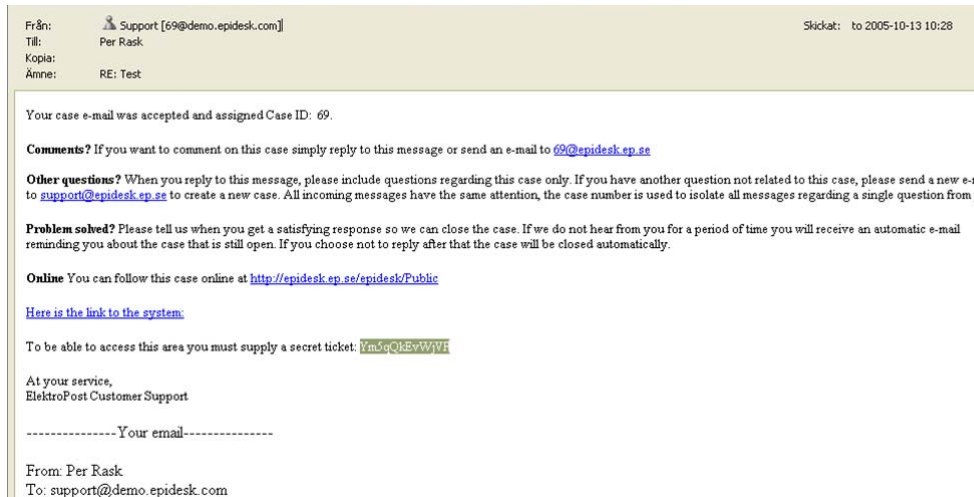 Från: Support [69@demo.epidesk.com] Skickat: to 2005-10-13 10:28
Till: Per Rask
Kopia:
Ämne: RE: Test
Your case e-mail was accepted and assigned Case ID: 69.
Comments? If you want to comment on this case simply reply to this message or send an e-mail to 69@epidesk.ep.se
Other questions? When you reply to this message, please include questions regarding this case only. If you have another question not related to this case, please send a new
to support@epidesk.ep.se to create a new case. All incoming messages have the same attention, the case number is used to isolate all messages regarding a single question from
Problem solved? Please tell us when you get a satisfying response so we can close the case. If we do not hear from you for a period of time you will receive an automatic e-mail
reminding you about the case that is still open. If you choose not to reply after that the case will be closed automatically.
Online You can follow this case online at http://epidesk.ep.se/epidesk/Public
Here is the link to the system:
To be able to access this area you must supply a secret ticket: Ym5qQkEvWjVF
At your service,
ElektroPost Customer Support
---------------Your email---------------
From: Per Rask
To: support@demo.epidesk.com